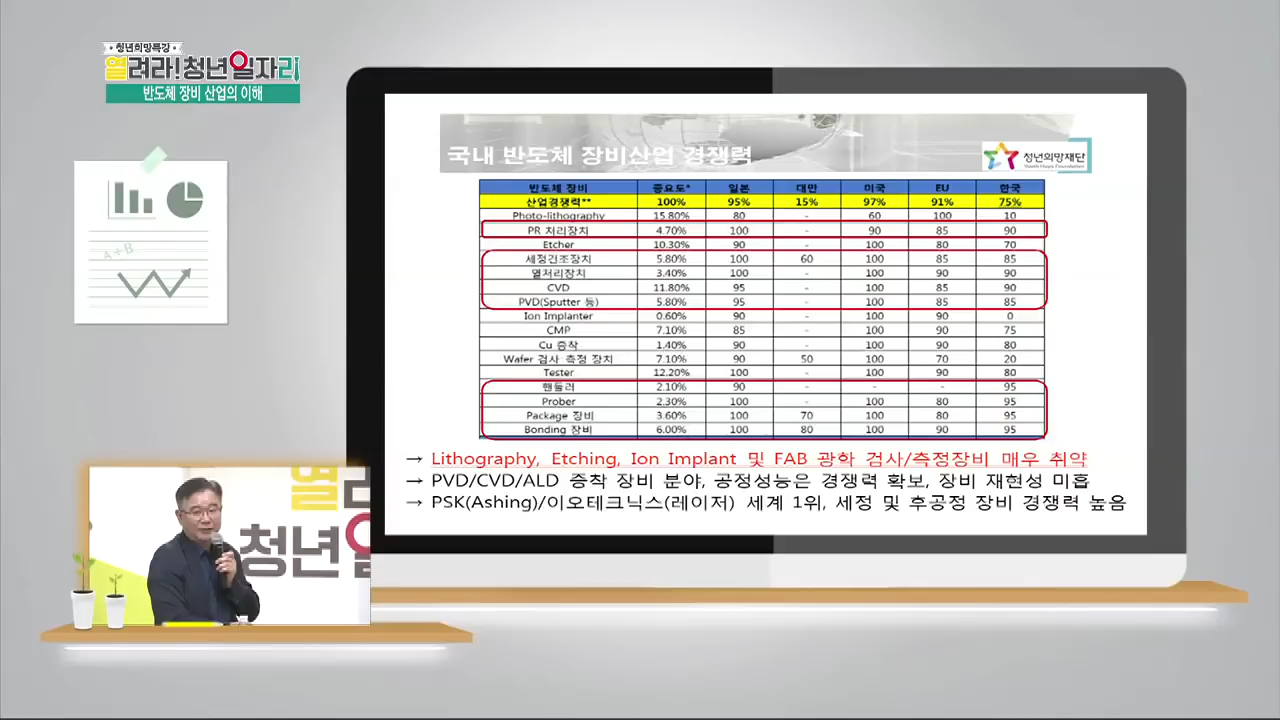 청년희망특강
열려라!청년일자리
반도체 장비 산업의 이해
A÷B
국내 반도체 장비산업 경쟁력
청년희망재단
Youth Hope Foundation
반도체 장비 중요도* 일본 대만 미국 EU 한국
산업경쟁력** 100% 95% 15% 97% 91% 75%
Photo-lithography 15.80% 80 - 60 100 10
PR 처리장치 4.70% 100 - 90 85 90
Etcher 10.30% 90 - 100 80 70
세정건조장치 5.80% 100 60 100 85 85
열처리장치 3.40% 100 - 100 90 90
CVD 11.80% 95 - 100 85 90
PVD(Sputter 등) 5.80% 95 - 100 85 85
Ion Implanter 0.60% 90 - 100 90 0
CMP 7.10% 85 - 100 90 75
Cu 증착 1.40% 90 - 100 90 80
Wafer 검사·측정 장치 7.10% 90 50 100 70 20
Tester 12.20% 100 - 100 90 80
핸들러 2.10% 90 - - - 95
Prober 2.30% 100 - 100 80 95
Package 장비 3.60% 100 70 100 80 95
Bonding 장비 6.00% 100 80 100 90 95
→ Lithography, Etching, Ion Implant 및 FAB 광화 검사/측정장비 매우 취약
→ PVD/CVD/ALD 증착 장비 분야, 공정성능은 경쟁력 확보, 장비 재현성 미흡
→ PSK(Ashing)/이오테크닉스(레이저) 세계 1위, 세정 및 후공정 장비 경쟁력 높음
열려
청년일